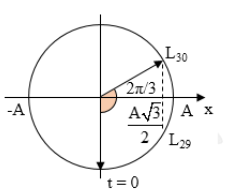 L₃₀
2π/3
-A
A√3/2
A
x
L₂₉
t = 0